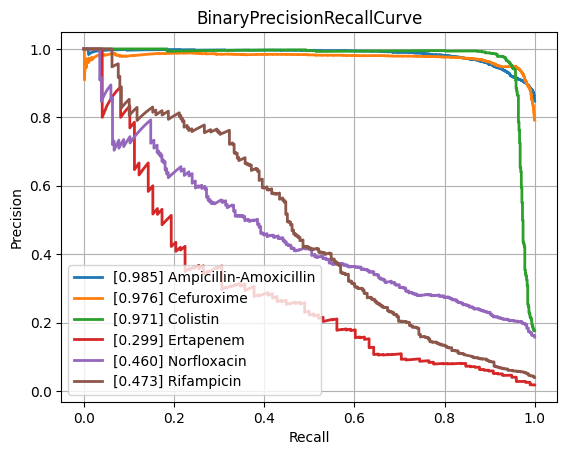 BinaryPrecisionRecallCurve
1.0
0.8
0.6
0.4
0.2
0.0
Precision
[0.985] Ampicillin-Amoxicillin
[0.976] Cefuroxime
[0.971] Colistin
[0.299] Ertapenem
[0.460] Norfloxacin
[0.473] Rifampicin
0.0 0.2 0.4 0.6 0.8 1.0
Recall